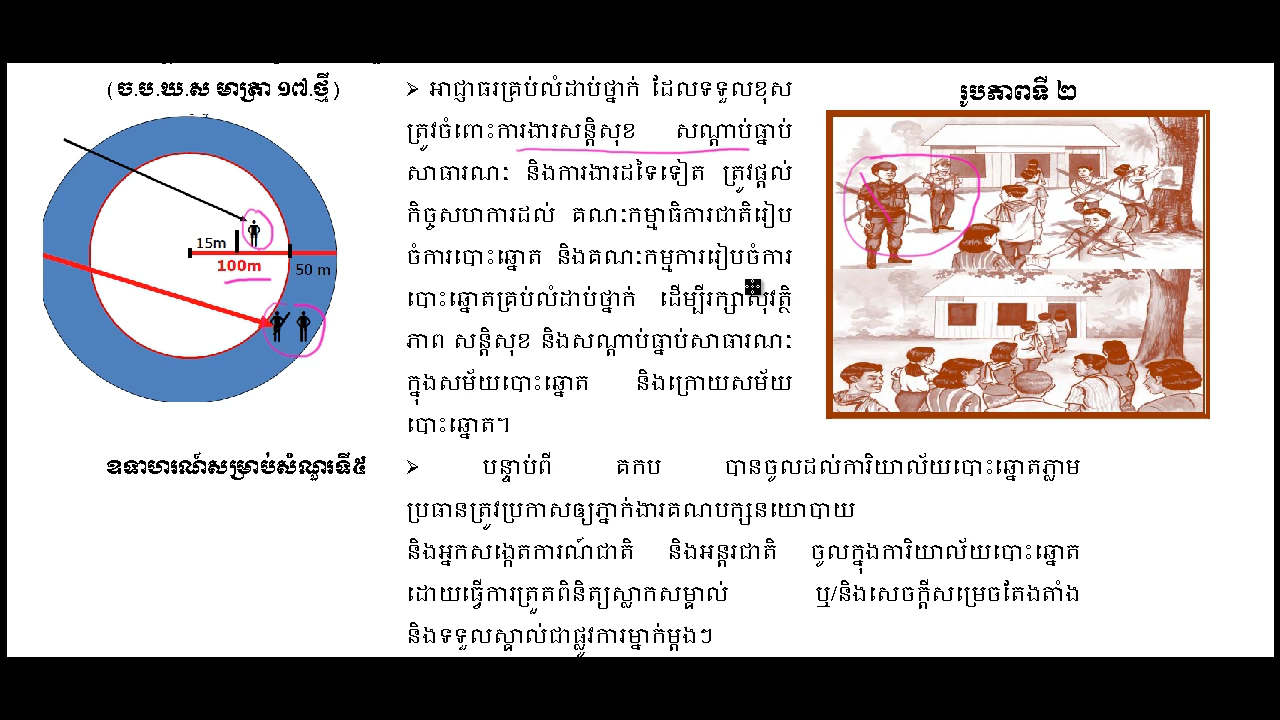 (ច.ប.ឃ.ស មាត្រា ១៧.ថ្មី)
15m
100m
50 m
➢ អាជ្ញាធរគ្រប់លំដាប់ថ្នាក់ ដែលទទួលខុស
ត្រូវចំពោះការងារសន្តិសុខ សណ្តាប់ធ្នាប់
សាធារណៈ និងការងារដទៃទៀត ត្រូវផ្តល់
កិច្ចសហការដល់ គណៈកម្មាធិការជាតិរៀប
ចំការបោះឆ្នោត និងគណៈកម្មការរៀបចំការ
បោះឆ្នោតគ្រប់លំដាប់ថ្នាក់ ដើម្បីរក្សាសុវត្ថិ
ភាព សន្តិសុខ និងសណ្តាប់ធ្នាប់សាធារណៈ
ក្នុងសម័យបោះឆ្នោត និងក្រោយសម័យ
បោះឆ្នោត។
រូបភាពទី ២
ឧទាហរណ៍សម្រាប់សំណួរទី៥
➢ បន្ទាប់ពី គកប បានចូលដល់ការិយាល័យបោះឆ្នោតភ្លាម
ប្រធានត្រូវប្រកាសឲ្យភ្នាក់ងារគណបក្សនយោបាយ
និងអ្នកសង្កេតការណ៍ជាតិ និងអន្តរជាតិ ចូលក្នុងការិយាល័យបោះឆ្នោត
ដោយធ្វើការត្រួតពិនិត្យស្លាកសម្គាល់ ឬ/និងសេចក្តីសម្រេចតែងតាំង
និងទទួលស្គាល់ជាផ្លូវការម្នាក់ម្តងៗ